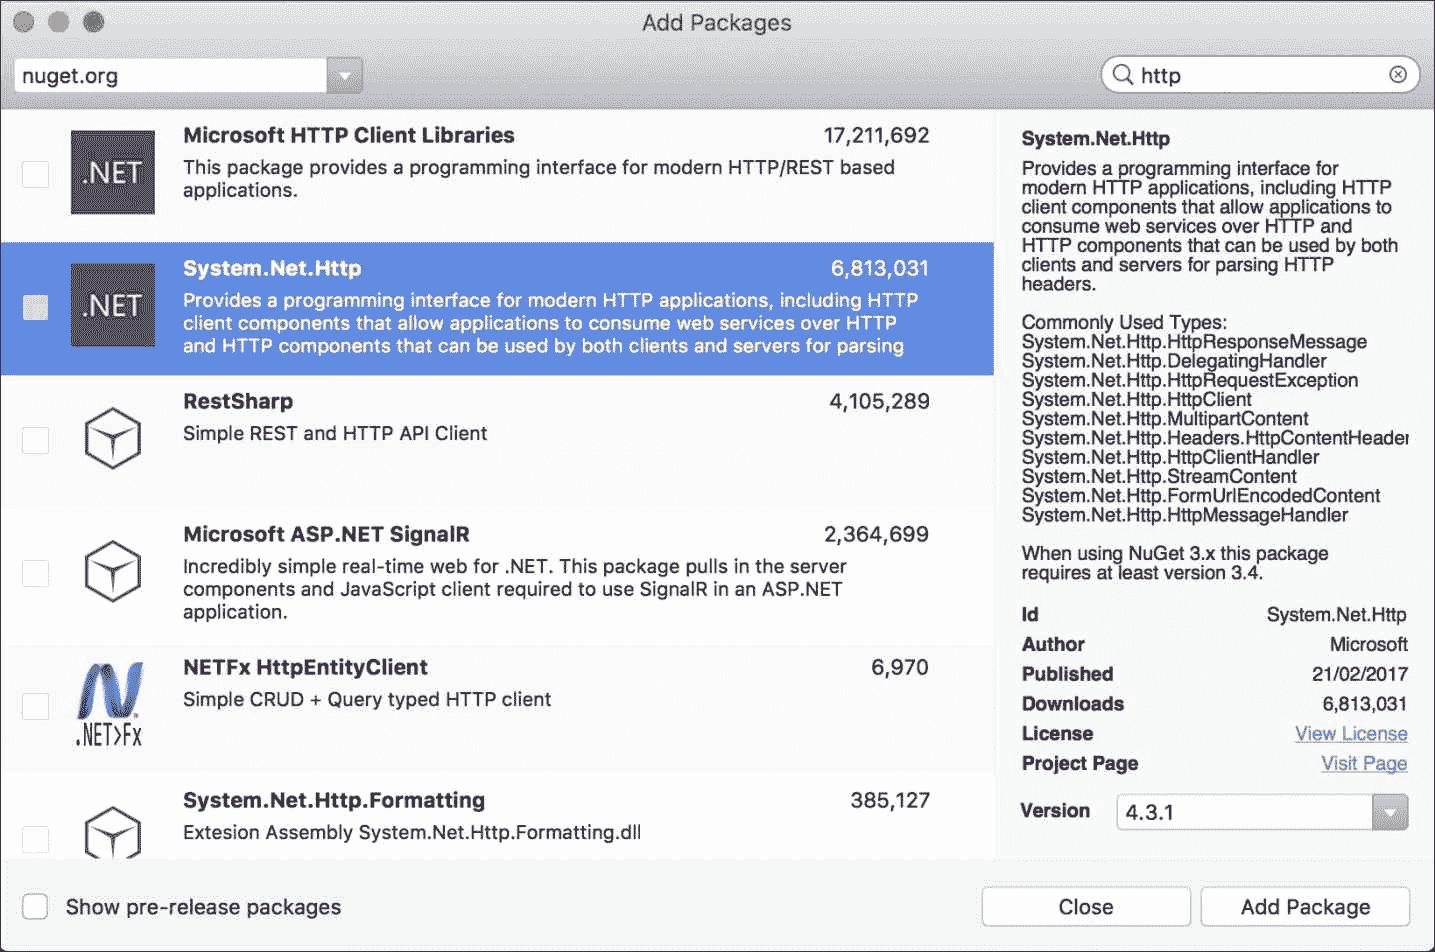 Add Packages
nuget.org
http
.NET
Microsoft HTTP Client Libraries 17,211,692
This package provides a programming interface for modern HTTP/REST based
applications.
.NET
System.Net.Http 6,813,031
Provides a programming interface for modern HTTP applications, including HTTP
client components that allow applications to consume web services over HTTP
and HTTP components that can be used by both clients and servers for parsing
RestSharp 4,105,289
Simple REST and HTTP API Client
Microsoft ASP.NET SignalR 2,364,699
Incredibly simple real-time web for .NET. This package pulls in the server
components and JavaScript client required to use SignalR in an ASP.NET
application.
.NET>Fx
NETFx HttpEntityClient 6,970
Simple CRUD + Query typed HTTP client
System.Net.Http.Formatting 385,127
Extesion Assembly System.Net.Http.Formatting.dll
System.Net.Http
Provides a programming interface for
modern HTTP applications, including HTTP
client components that allow applications to
consume web services over HTTP and
HTTP components that can be used by both
clients and servers for parsing HTTP
headers.
Commonly Used Types:
System.Net.Http.HttpResponseMessage
System.Net.Http.DelegatingHandler
System.Net.Http.HttpRequestException
System.Net.Http.HttpClient
System.Net.Http.MultipartContent
System.Net.Http.Headers.HttpContentHeader
System.Net.Http.HttpClientHandler
System.Net.Http.StreamContent
System.Net.Http.FormUrlEncodedContent
System.Net.Http.HttpMessageHandler
When using NuGet 3.x this package
requires at least version 3.4.
Id System.Net.Http
Author Microsoft
Published 21/02/2017
Downloads 6,813,031
License View License
Project Page Visit Page
Version 4.3.1
Show pre-release packages
Close
Add Package